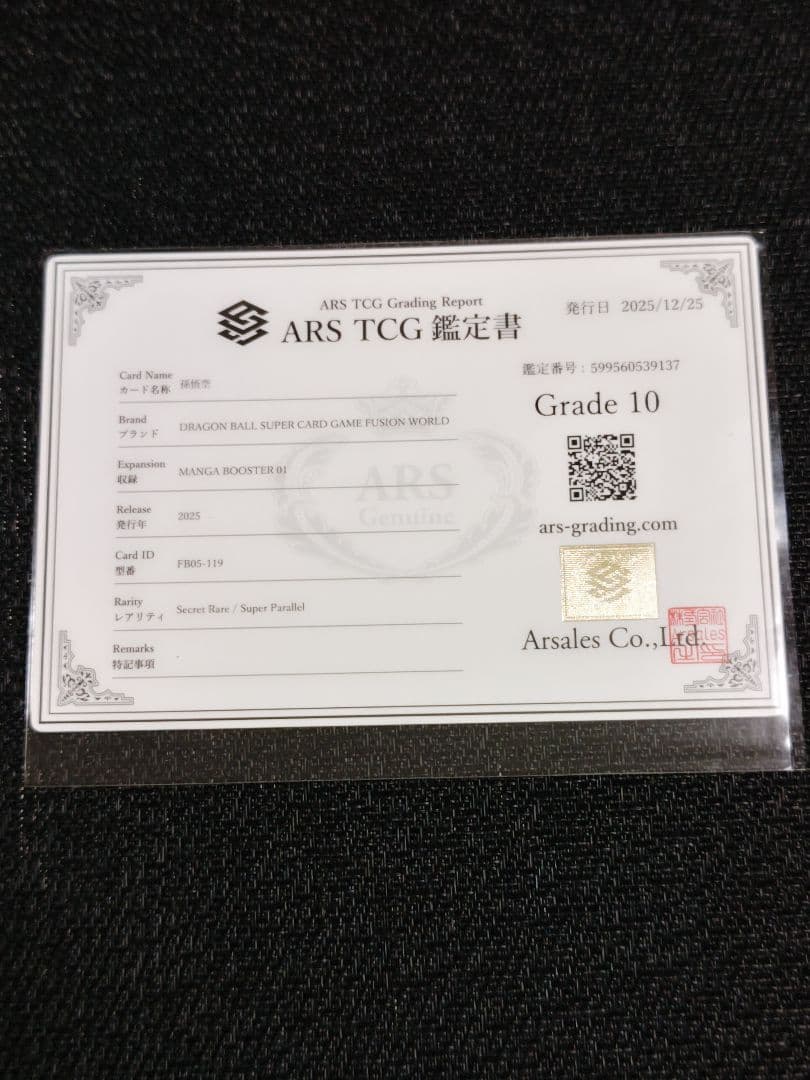 ARS TCG Grading Report
ARS TCG 鑑定書
発行日 2025/12/25
鑑定番号 : 599560539137
Grade 10
ars-grading.com
Arsales Co.,Ltd.
Card Name
カード名称 孫悟空
Brand
ブランド DRAGON BALL SUPER CARD GAME FUSION WORLD
Expansion
収録 MANGA BOOSTER 01
Release
発行年 2025
Card ID
型番 FB05-119
Rarity
レアリティ Secret Rare / Super Parallel
Remarks
特記事項 -
ARS
Genuine